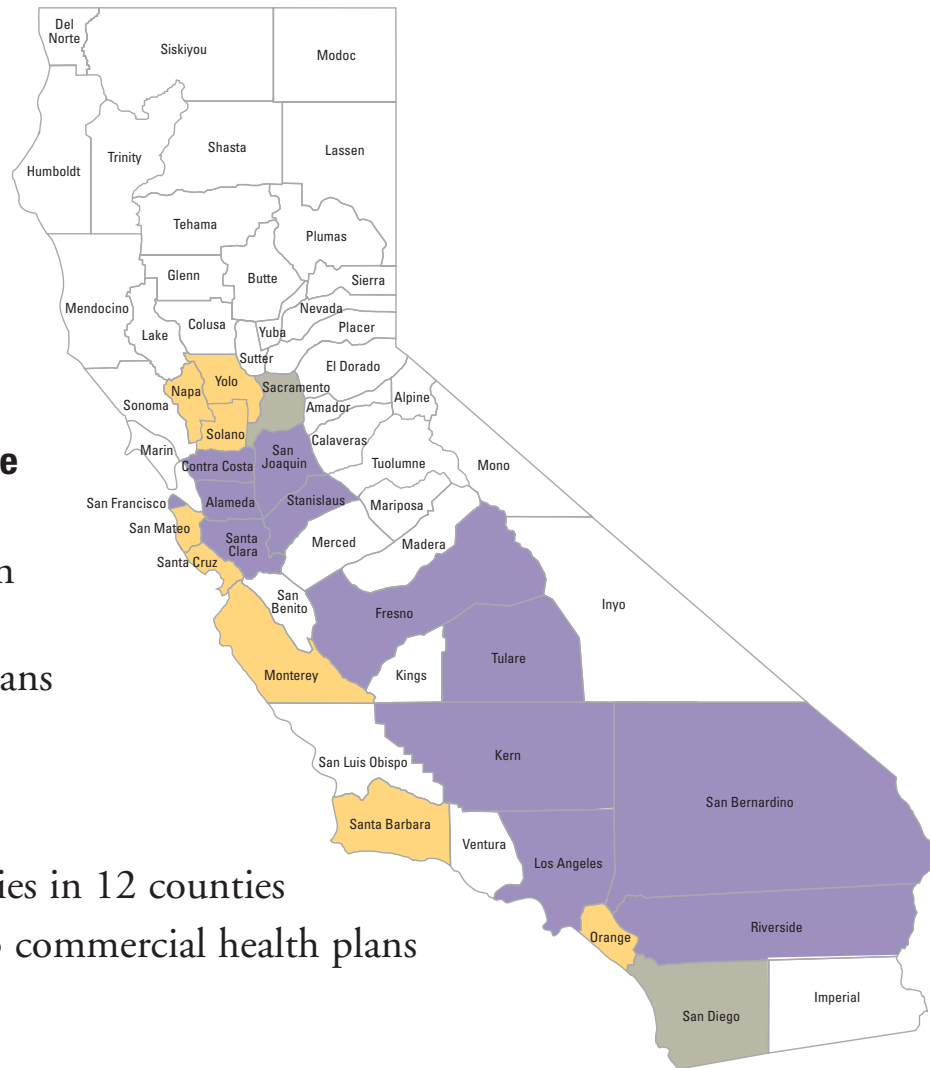 Del
Norte
Siskiyou
Modoc
Humboldt
Trinity
Shasta
Lassen
Tehama
Plumas
Glenn
Butte
Sierra
Mendocino
Lake
Colusa
Yuba
Nevada
Placer
Sutter
El Dorado
Napa
Yolo
Sacramento
Alpine
Sonoma
Amador
Solano
Marin
Contra Costa
San
Joaquin
Calaveras
Tuolumne
Mono
e
San Francisco
Alameda
Stanislaus
Mariposa
San Mateo
Santa
Clara
Merced
Madera
Santa Cruz
n
San
Benito
Fresno
Inyo
Tulare
Monterey
Kings
ans
Kern
San Luis Obispo
San Bernardino
Santa Barbara
Ventura
Los Angeles
ies in 12 counties
commercial health plans
Orange
Riverside
San Diego
Imperial